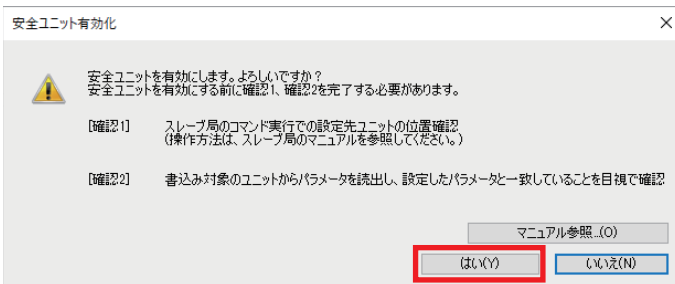 安全ユニット有効化
安全ユニットを有効にします。よろしいですか?
安全ユニットを有効にする前に確認1、確認2を完了する必要があります。
[確認1] スレーブ局のコマンド実行での設定先ユニットの位置確認
(操作方法は、スレーブ局のマニュアルを参照してください。)
[確認2] 書込み対象のユニットからパラメータを読出し、設定したパラメータと一致していることを目視で確認
マニュアル参照...(O)
はい(Y) いいえ(N)